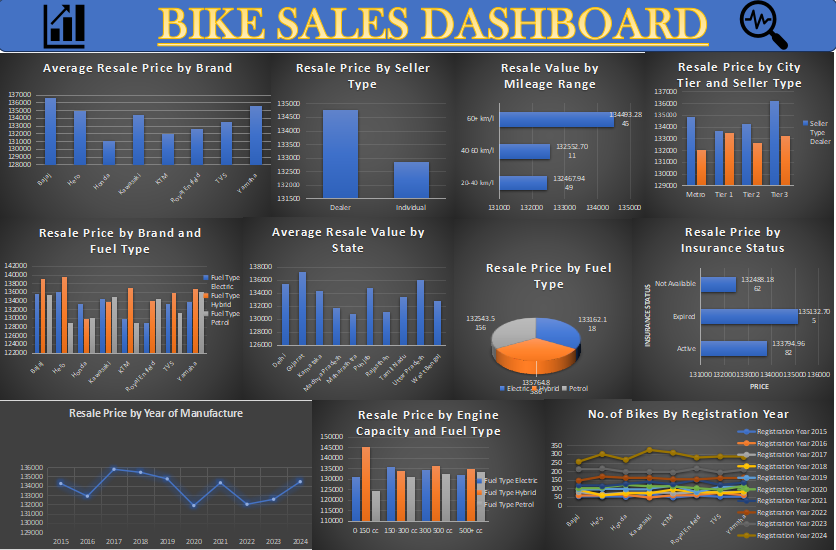 BIKE SALES DASHBOARD
Average Resale Price by Brand
137000
136000
135000
134000
133000
132000
131000
130000
129000
128000
Bajaj
Hero
Honda
Kawasaki
KTM
Royal Enfield
TVS
Yamaha
Resale Price By Seller
Type
135000
134500
134000
133500
133000
132500
132000
131500
Dealer
Individual
Resale Value by
Mileage Range
60+ km/l
40-60 km/l
20-40 km/l
134493.28
45
132552.70
11
132467.94
49
131000
132000
133000
134000
135000
Resale Price by City
Tier and Seller Type
137000
136000
135000
134000
133000
132000
131000
130000
129000
Metro
Tier 1
Tier 2
Tier 3
Seller
Type
Dealer
Resale Price by Brand and
Fuel Type
142000
140000
138000
136000
134000
132000
130000
128000
126000
124000
122000
Bajaj
Hero
Honda
Kawasaki
KTM
Royal Enfield
TVS
Yamaha
Fuel Type
Electric
Fuel Type
Hybrid
Fuel Type
Petrol
Average Resale Value by
State
138000
136000
134000
132000
130000
128000
126000
Delhi
Gujarat
Karnataka
Madhya Pradesh
Maharashtra
Punjab
Rajasthan
Tamil Nadu
Uttar Pradesh
West Bengal
Resale Price by Fuel
Type
132543.5
156
133162.1
18
135764.8
386
Electric
Hybrid
Petrol
Resale Price by
Insurance Status
INSURANCE STATUS
Not Available
Expired
Active
132488.18
62
135132.70
5
133794.96
82
131000
132000
133000
134000
135000
136000
PRICE
Resale Price by Year of Manufacture
136000
135000
134000
133000
132000
131000
130000
129000
2015
2016
2017
2018
2019
2020
2021
2022
2023
2024
Resale Price by Engine
Capacity and Fuel Type
150000
145000
140000
135000
130000
125000
120000
115000
110000
0-150 cc
150-300 cc
300-500 cc
500+ cc
Fuel Type Electric
Fuel Type Hybrid
Fuel Type Petrol
No.of Bikes By Registration Year
350
300
250
200
150
100
50
0
Bajaj
Hero
Honda
Kawasaki
KTM
Royal Enfield
TVS
Yamaha
Registration Year 2015
Registration Year 2016
Registration Year 2017
Registration Year 2018
Registration Year 2019
Registration Year 2020
Registration Year 2021
Registration Year 2022
Registration Year 2023
Registration Year 2024